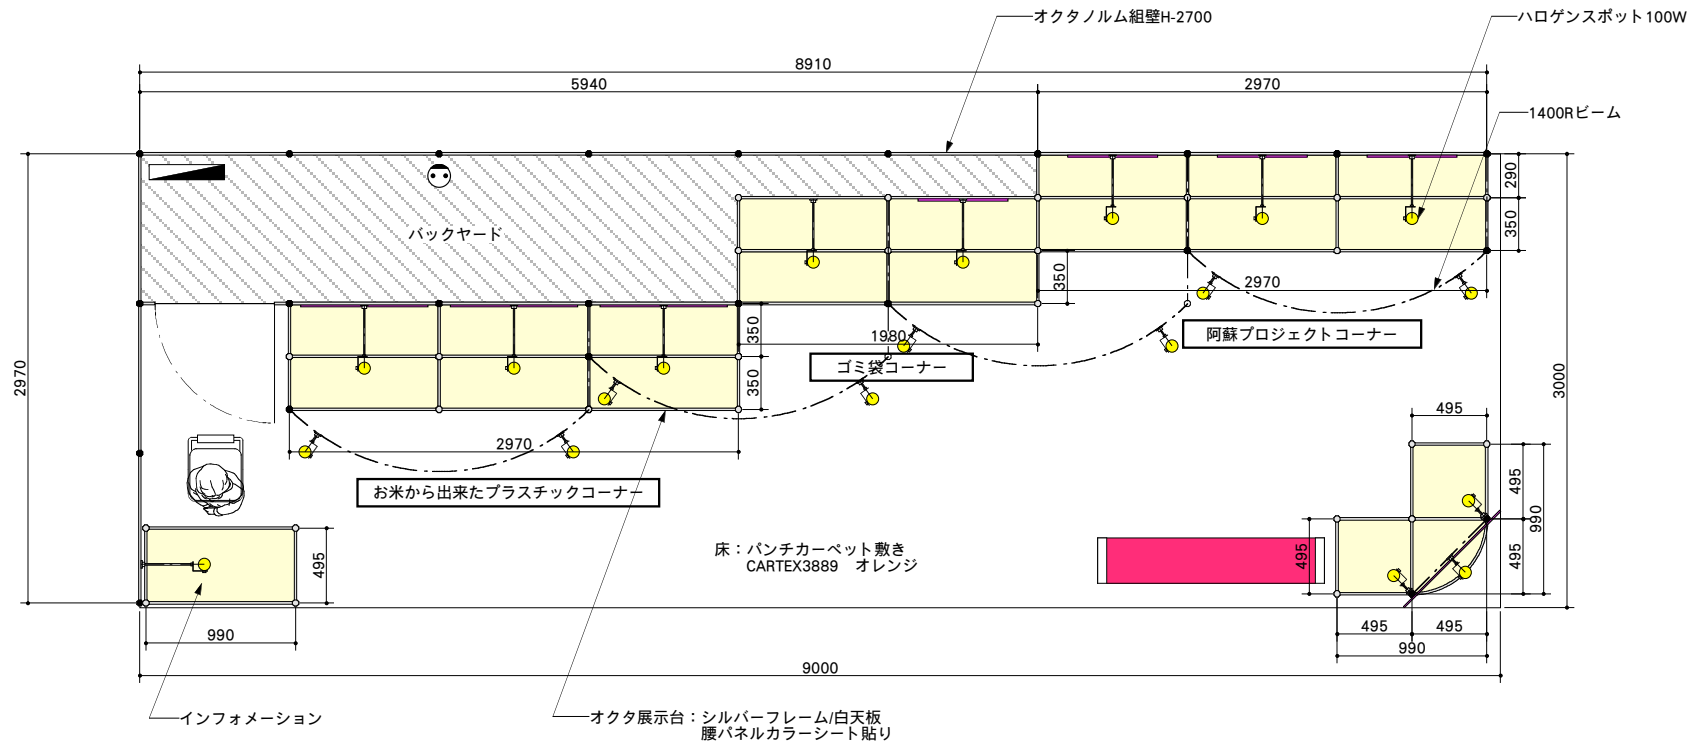 オクタノルム組壁H-2700
ハロゲンスポット100W
8910
5940
2970
1400Rビーム
290
350
バックヤード
350
2970
2970
3000
350
1980
阿蘇プロジェクトコーナー
ゴミ袋コーナー
350
495
2970
お米から出来たプラスチックコーナー
495
990
床：パンチカーペット敷き
CARTEX3889　オレンジ
495
495
495
990
495
495
990
9000
インフォメーション
オクタ展示台：シルバーフレーム/白天板
腰パネルカラーシート貼り